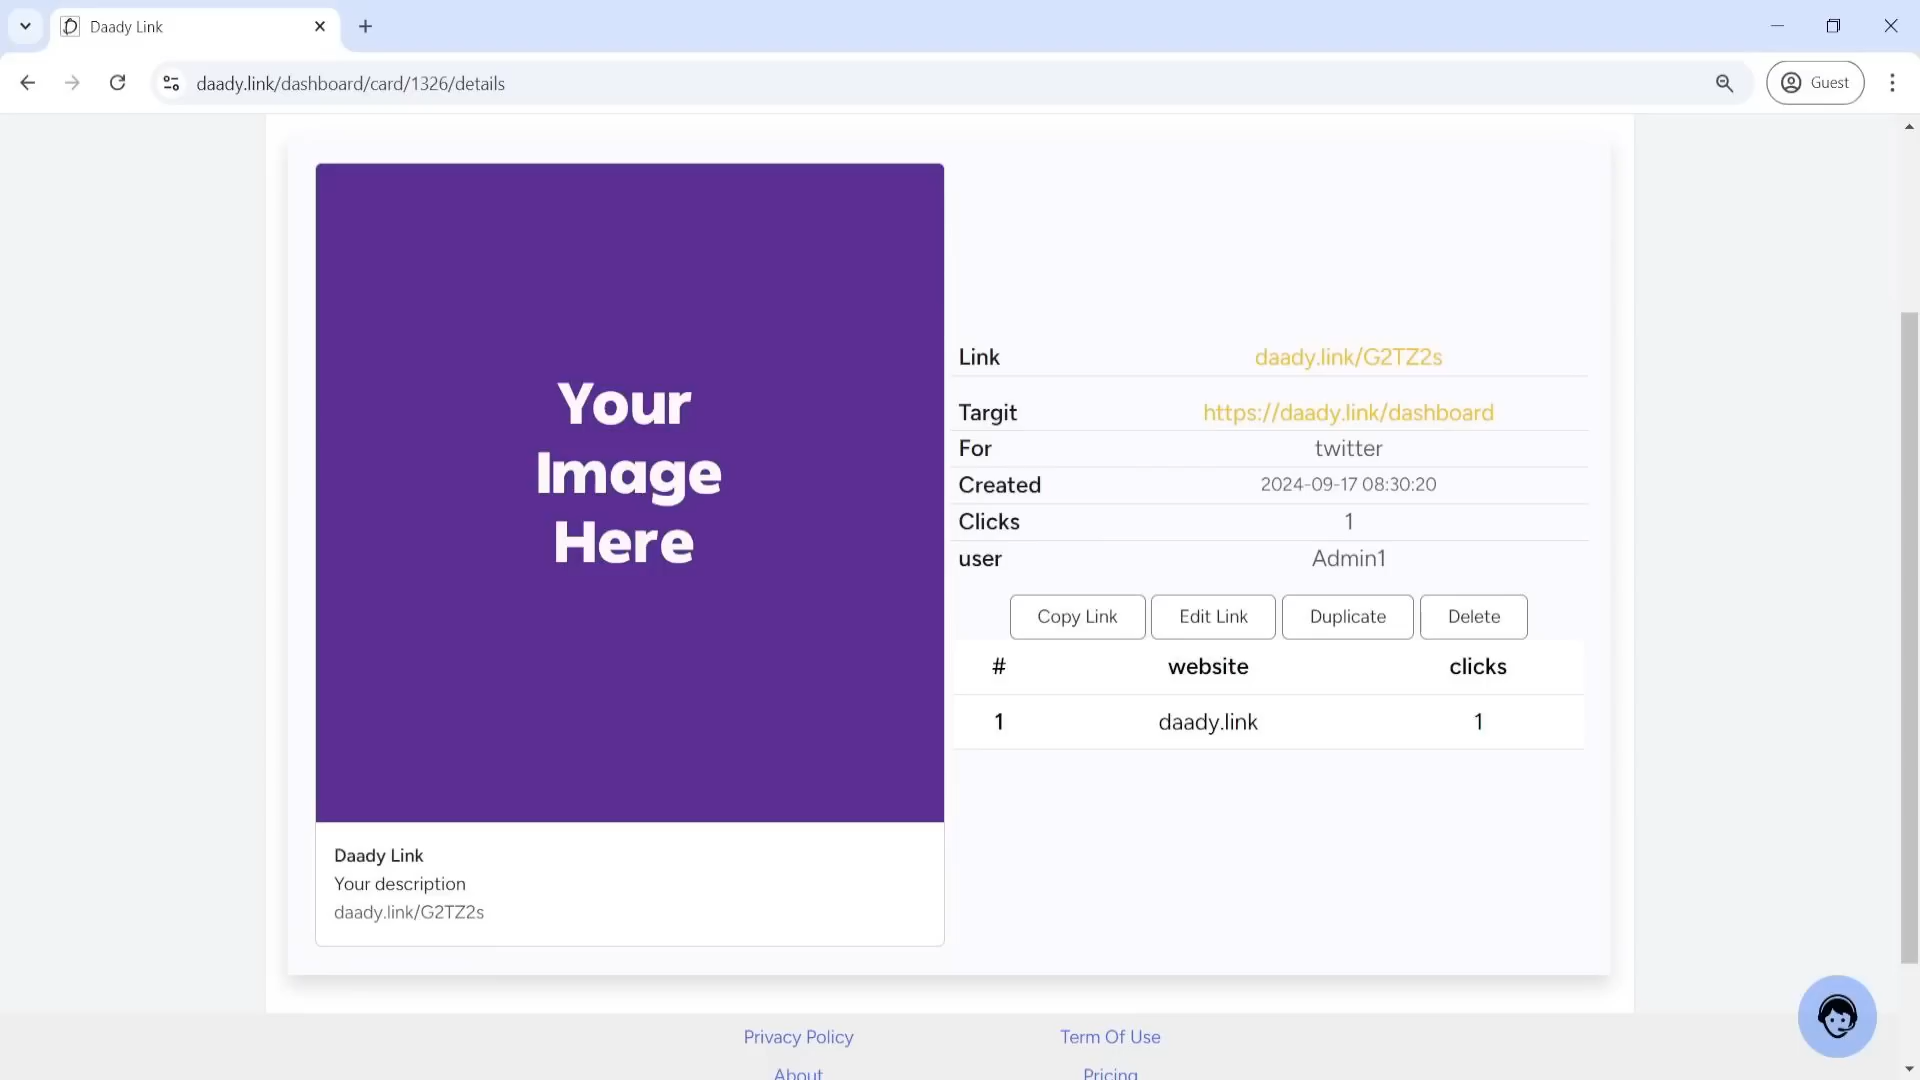 Daady Link
daady.link/dashboard/card/1326/details
Guest
Your
Image
Here
Daady Link
Your description
daady.link/G2TZ2s
Link daady.link/G2TZ2s
Targit https://daady.link/dashboard
For twitter
Created 2024-09-17 08:30:20
Clicks 1
user Admin1
Copy Link Edit Link Duplicate Delete
# website clicks
1 daady.link 1
Privacy Policy Term Of Use
About Pricing